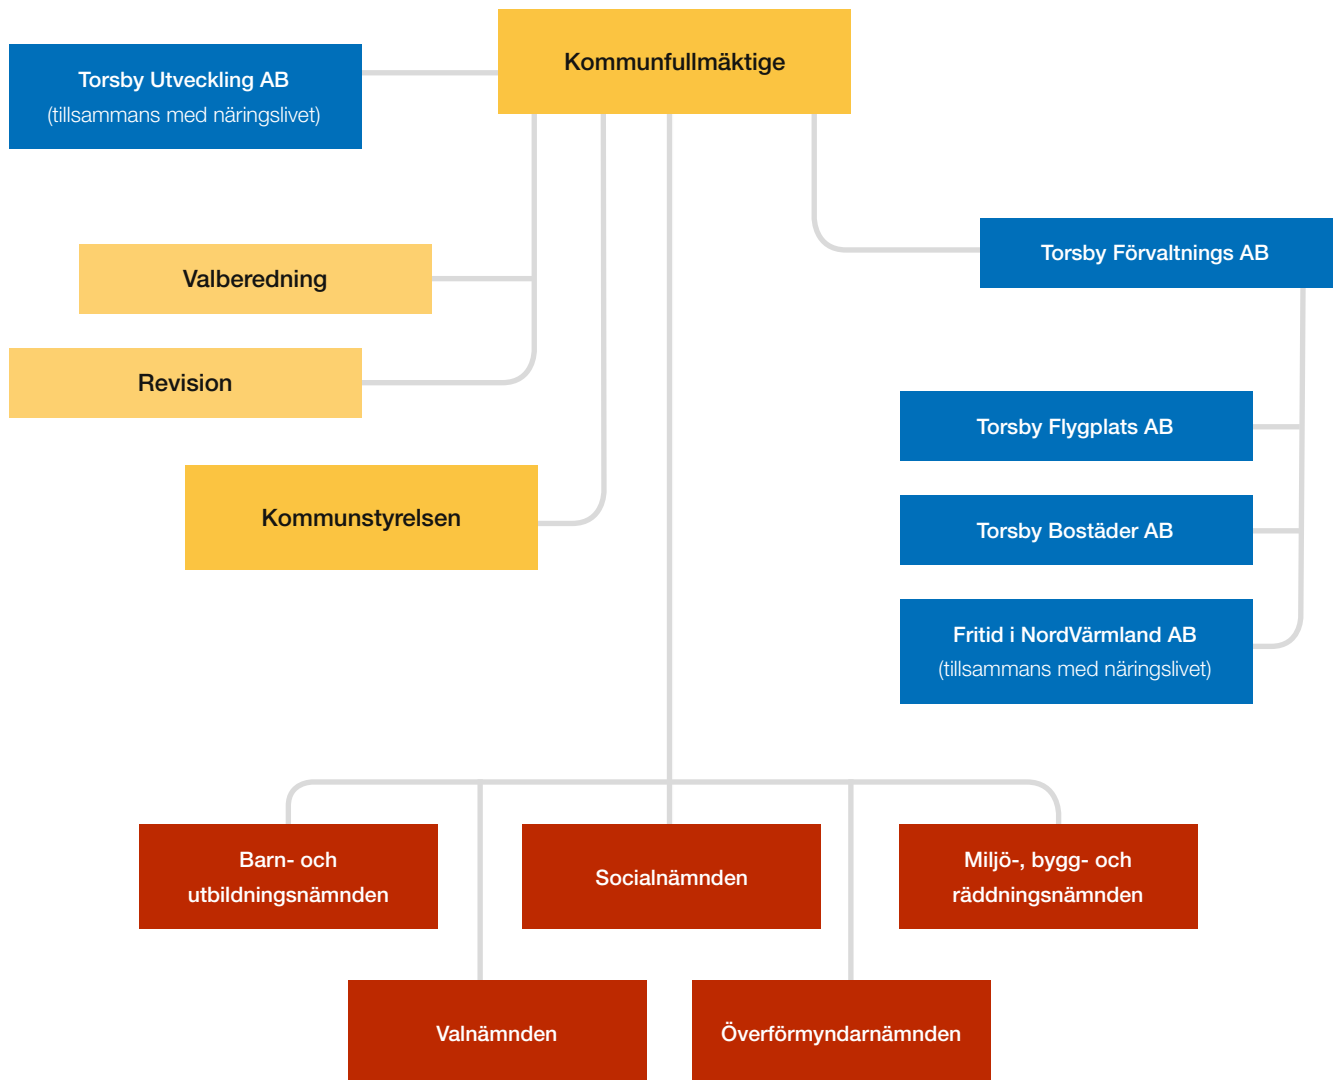 Kommunfullmäktige
Torsby Utveckling AB
(tillsammans med näringslivet)
Torsby Förvaltnings AB
Valberedning
Revision
Torsby Flygplats AB
Kommunstyrelsen
Torsby Bostäder AB
Fritid i NordVärmland AB
(tillsammans med näringslivet)
Barn- och
utbildningsnämnden
Socialnämnden
Miljö-, bygg- och
räddningsnämnden
Valnämnden
Överförmyndarnämnden